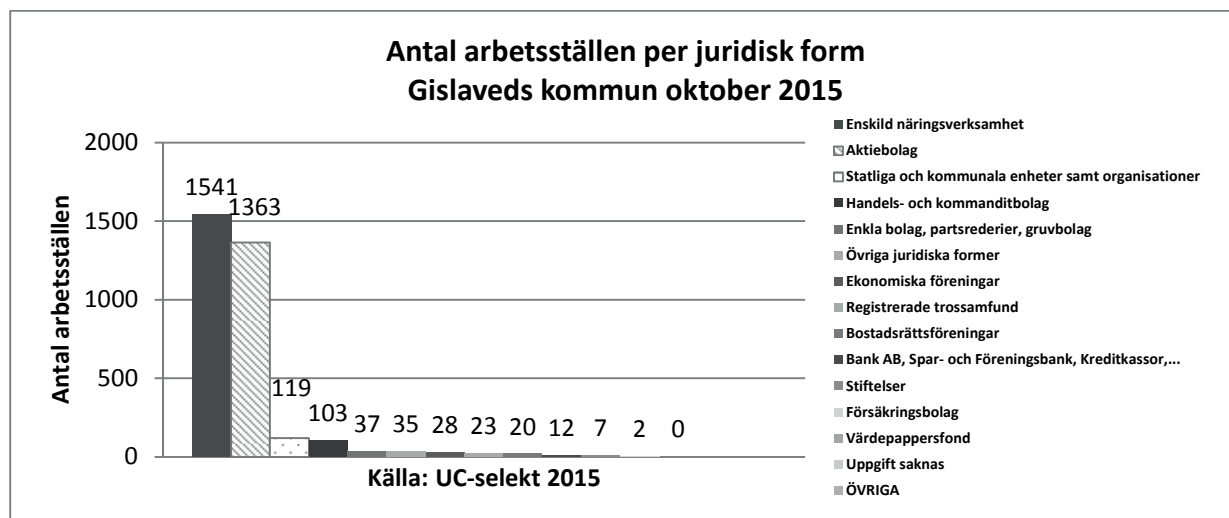 Antal arbetsställen per juridisk form
Gislaveds kommun oktober 2015
Antal arbetsställen
2000
1500
1000
500
0
1541
1363
119
103
37
35
28
23
20
12
7
2
0
Källa: UC-selekt 2015
Enskild näringsverksamhet
Aktiebolag
Statliga och kommunala enheter samt organisationer
Handels- och kommanditbolag
Enkla bolag, partsrederier, gruvbolag
Övriga juridiska former
Ekonomiska föreningar
Registrerade trossamfund
Bostadsrättsföreningar
Bank AB, Spar- och Föreningsbank, Kreditkassor,...
Stiftelser
Försäkringsbolag
Värdepappersfond
Uppgift saknas
ÖVRIGA